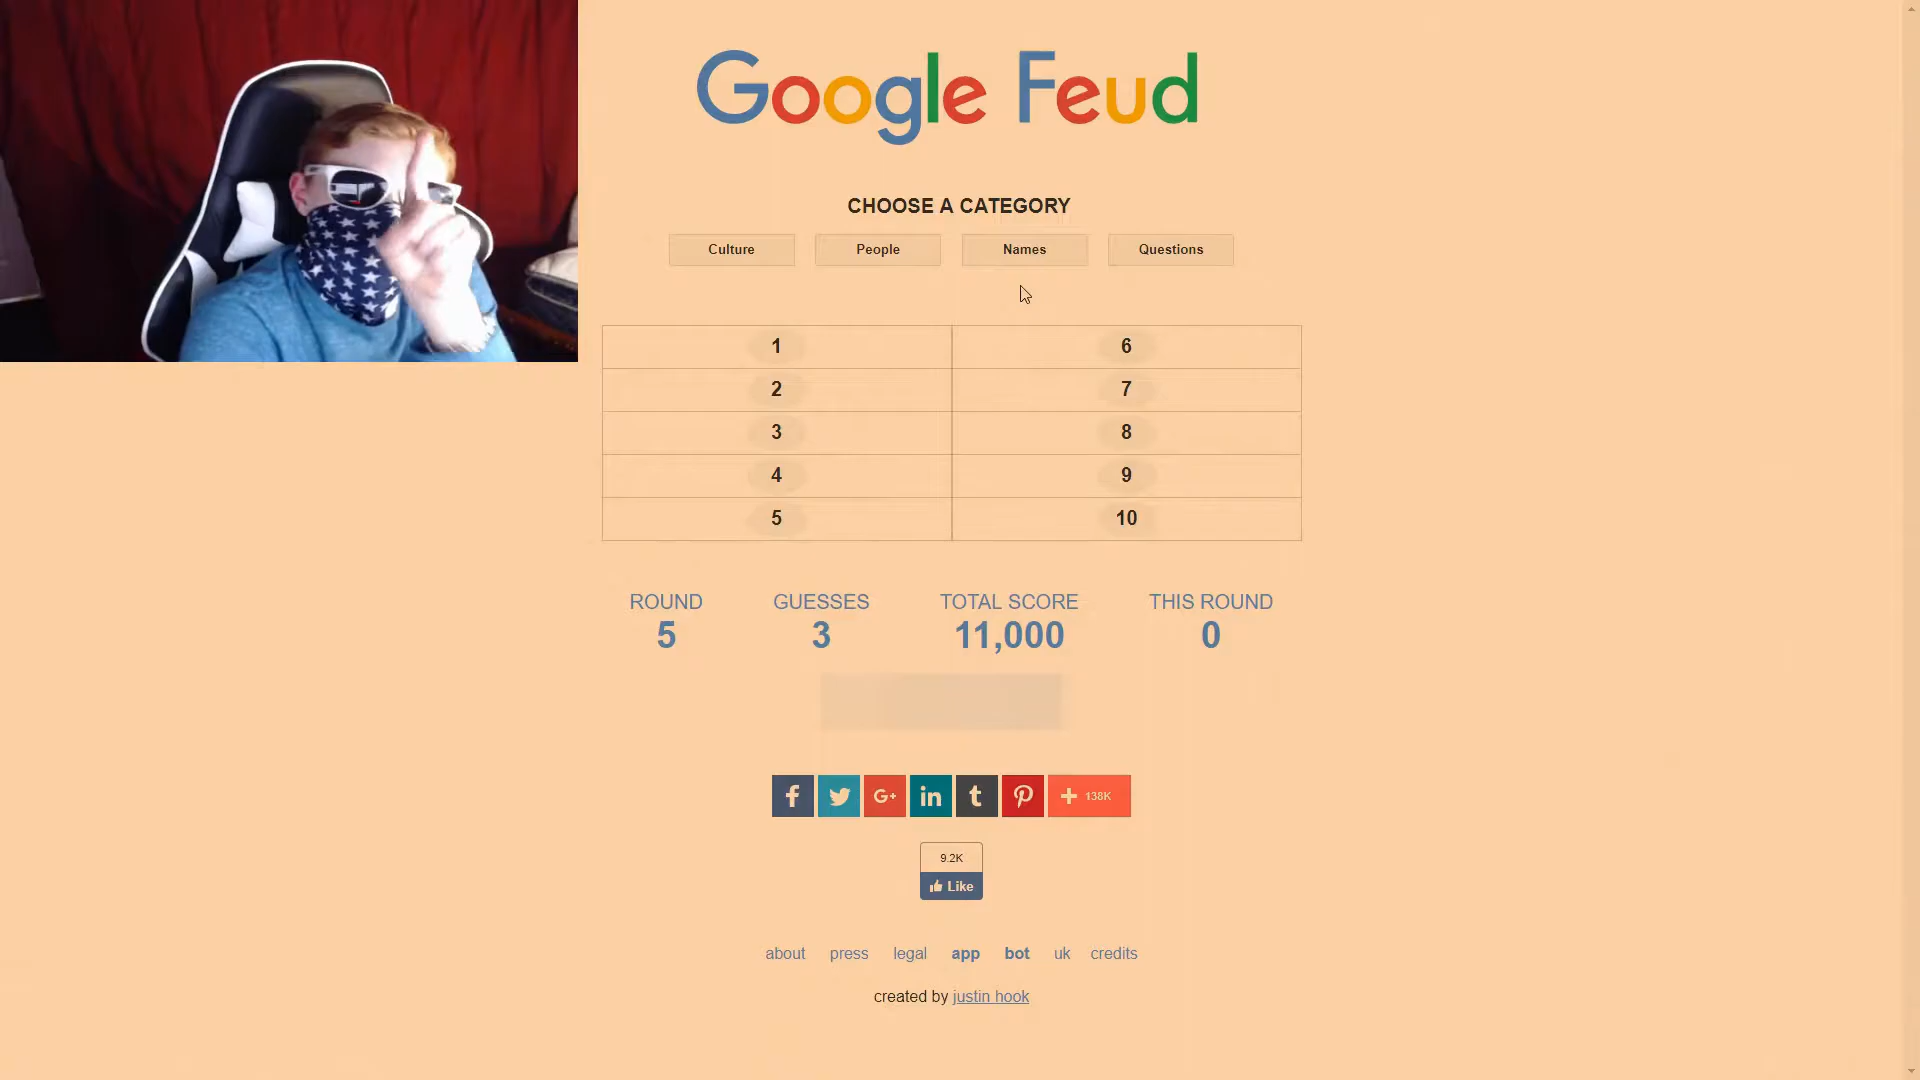 Google Feud
CHOOSE A CATEGORY
Culture People Names Questions
1 6
2 7
3 8
4 9
5 10
ROUND GUESSES TOTAL SCORE THIS ROUND
5 3 11,000 0
f G+ in t 138K
9.2K
Like
about press legal app bot uk credits
created by justin hook